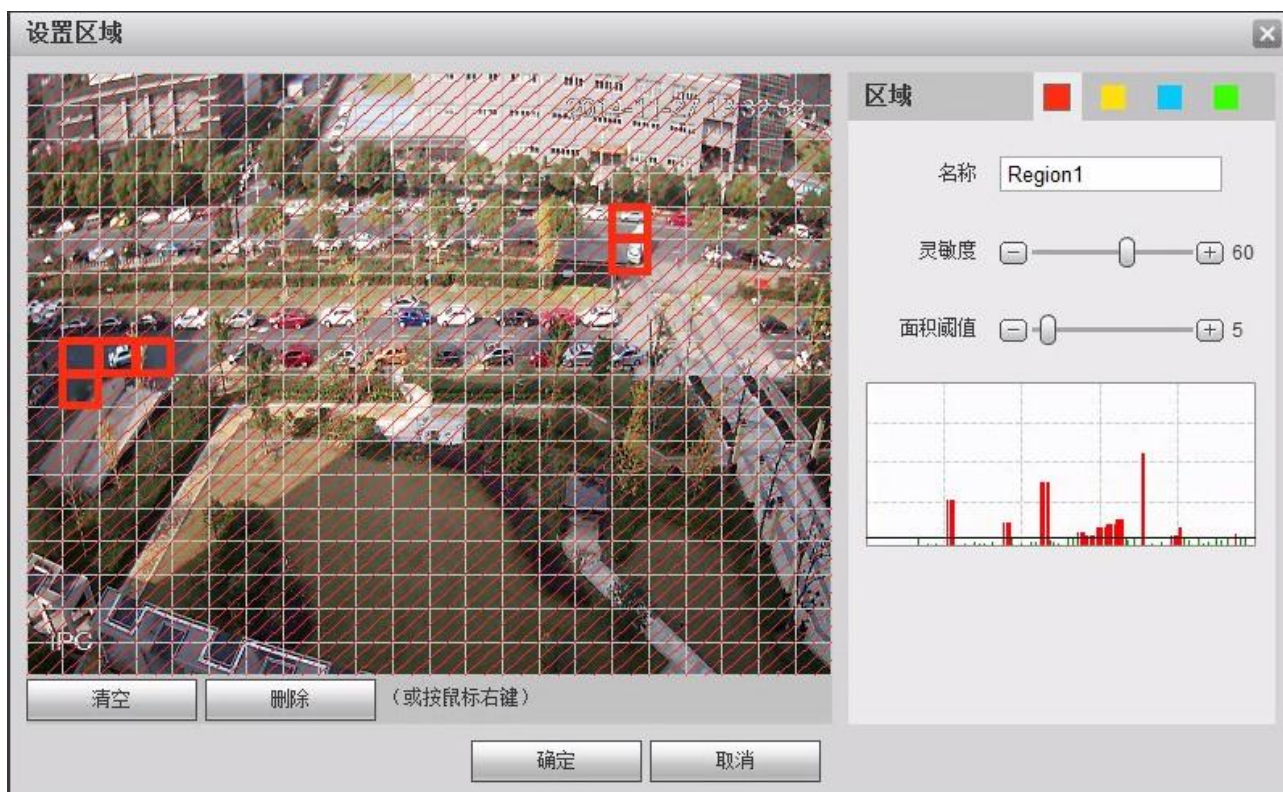 设置区域
区域
名称 Region1
灵敏度 60
面积阈值 5
IPC
清空 删除 （或按鼠标右键）
确定 取消